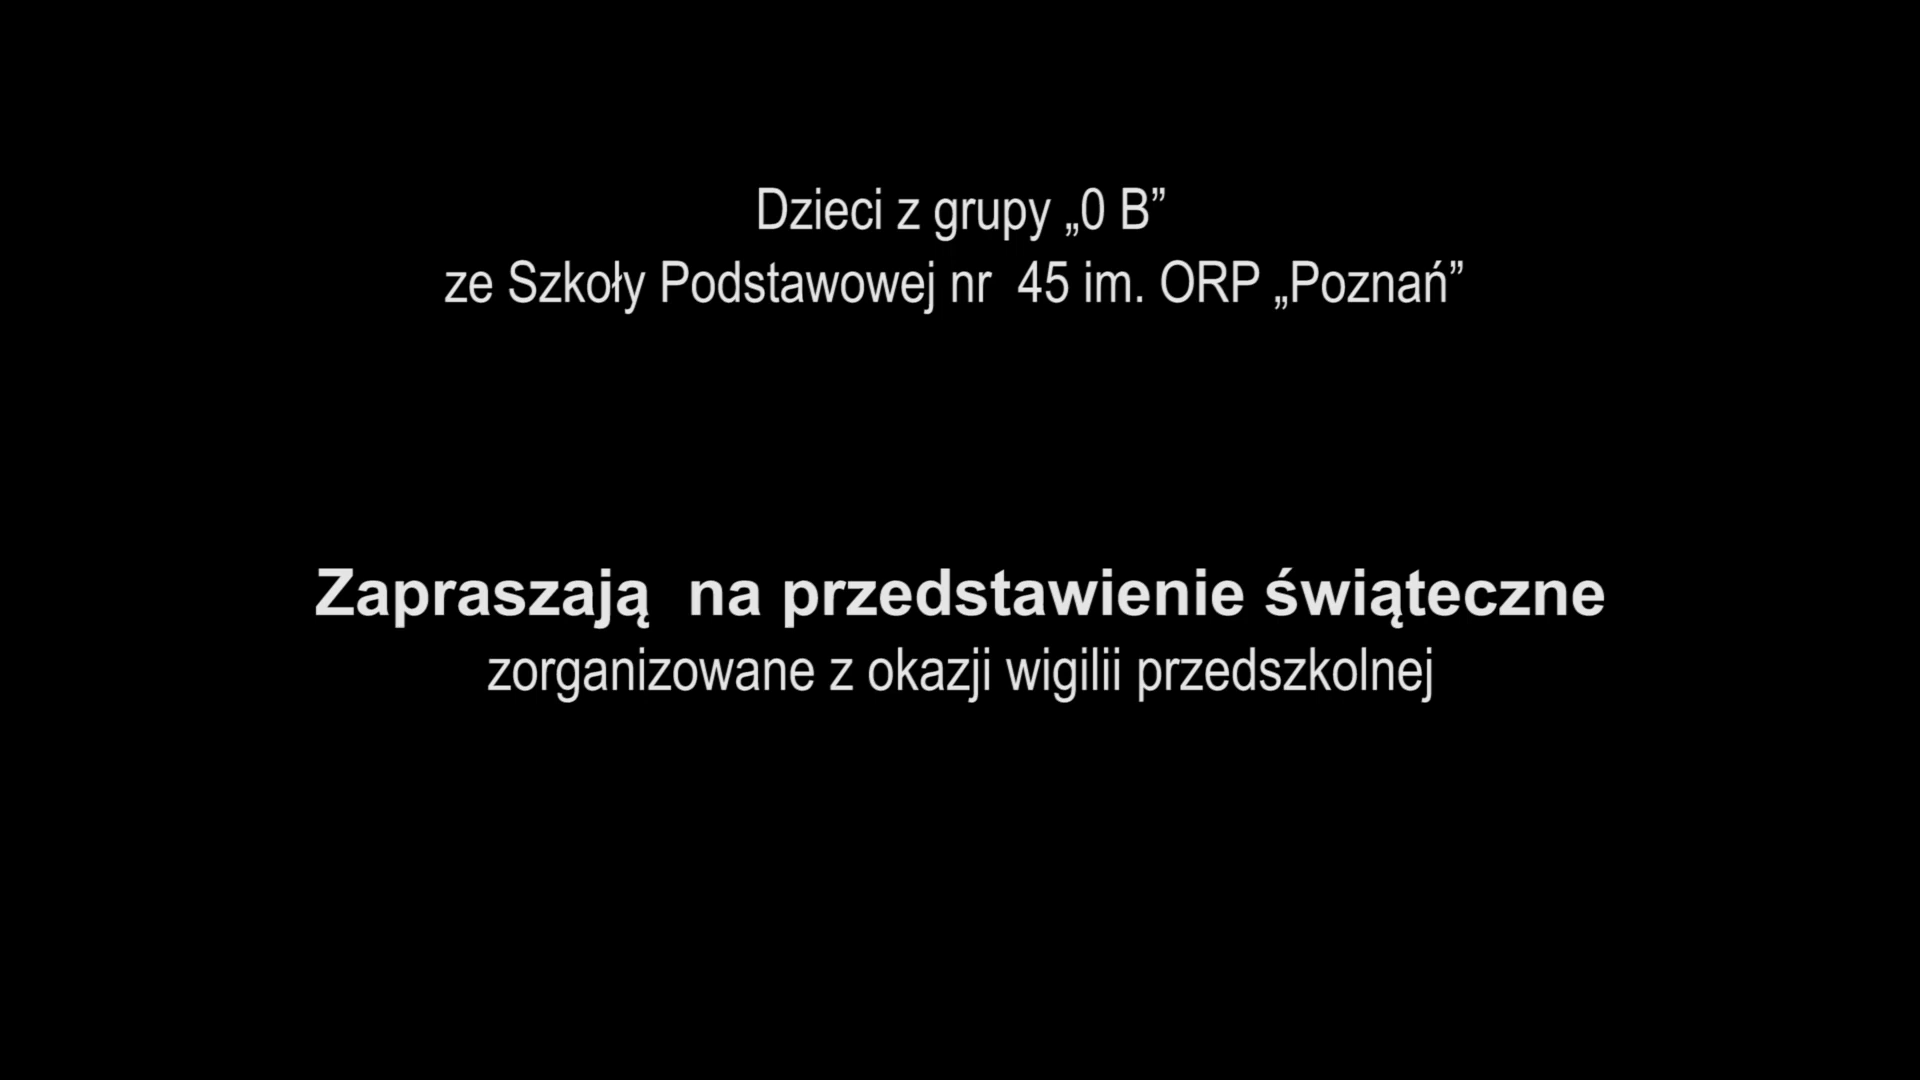 Dzieci z grupy „0 B”
ze Szkoły Podstawowej nr  45 im. ORP „Poznań”
Zapraszają  na przedstawienie świąteczne
zorganizowane z okazji wigilii przedszkolnej